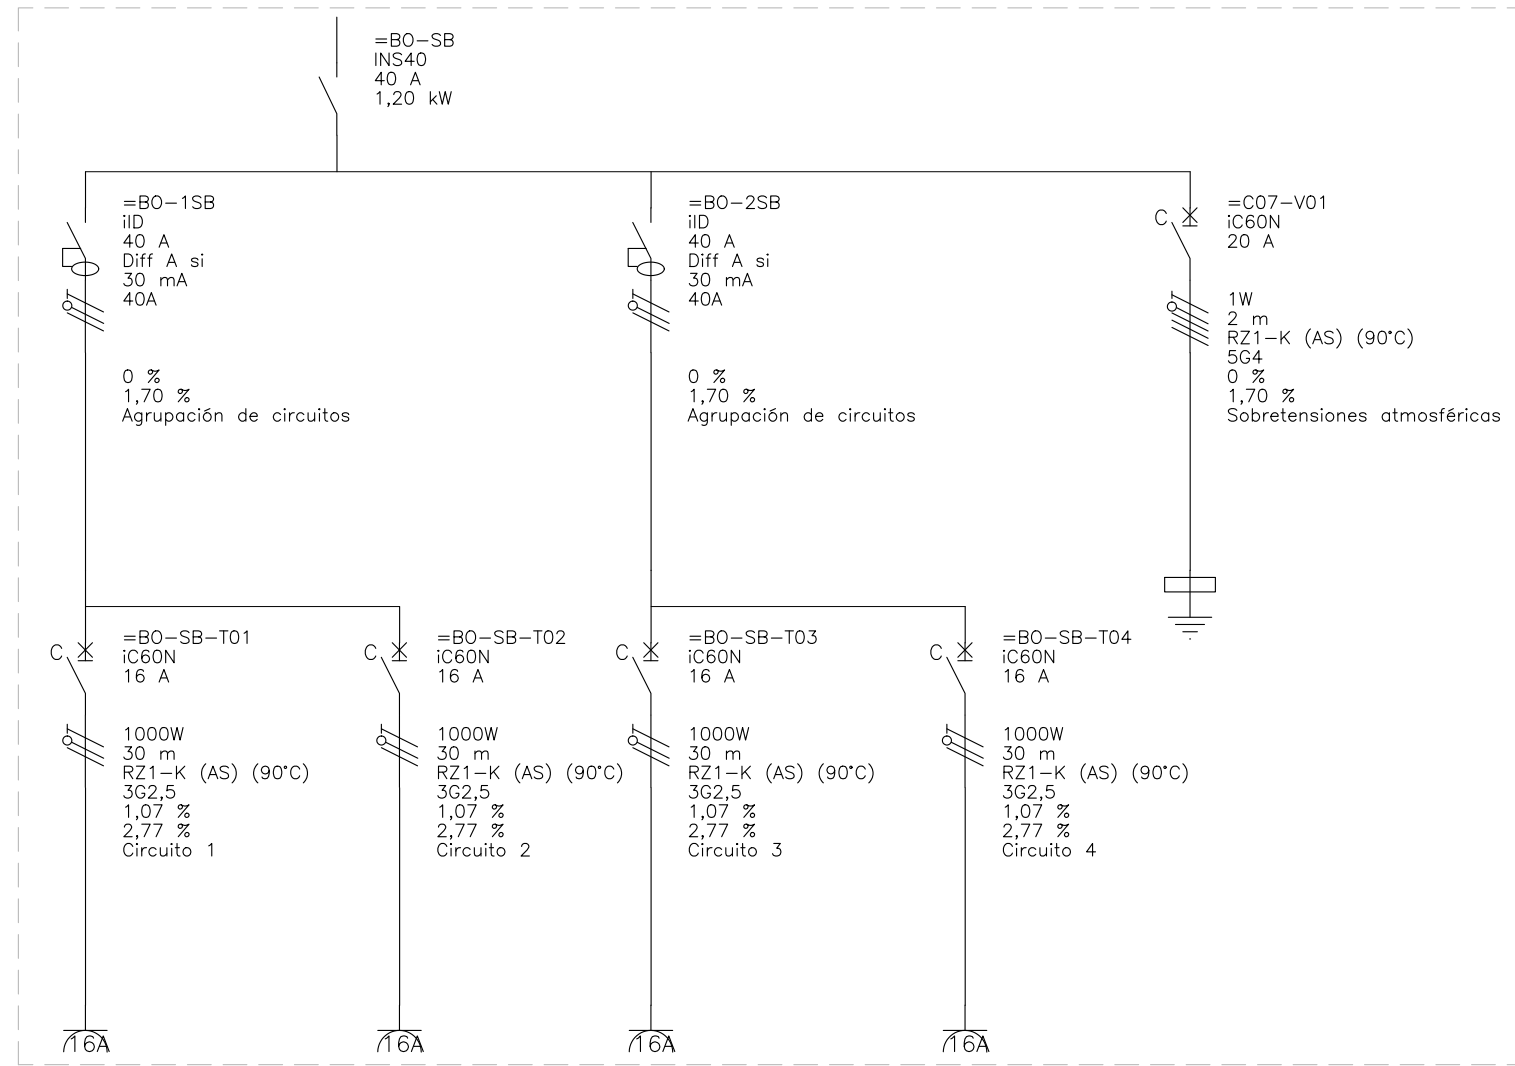 =BO-SB
INS40
40 A
1,20 kW
=BO-1SB
iID
40 A
Diff A si
30 mA
40A
0 %
1,70 %
Agrupación de circuitos
=BO-2SB
iID
40 A
Diff A si
30 mA
40A
0 %
1,70 %
Agrupación de circuitos
C
=C07-V01
iC60N
20 A
1W
2 m
RZ1-K (AS) (90°C)
5G4
0 %
1,70 %
Sobretensiones atmosféricas
C
=BO-SB-T01
iC60N
16 A
1000W
30 m
RZ1-K (AS) (90°C)
3G2,5
1,07 %
2,77 %
Circuito 1
16A
C
=BO-SB-T02
iC60N
16 A
1000W
30 m
RZ1-K (AS) (90°C)
3G2,5
1,07 %
2,77 %
Circuito 2
16A
C
=BO-SB-T03
iC60N
16 A
1000W
30 m
RZ1-K (AS) (90°C)
3G2,5
1,07 %
2,77 %
Circuito 3
16A
C
=BO-SB-T04
iC60N
16 A
1000W
30 m
RZ1-K (AS) (90°C)
3G2,5
1,07 %
2,77 %
Circuito 4
16A